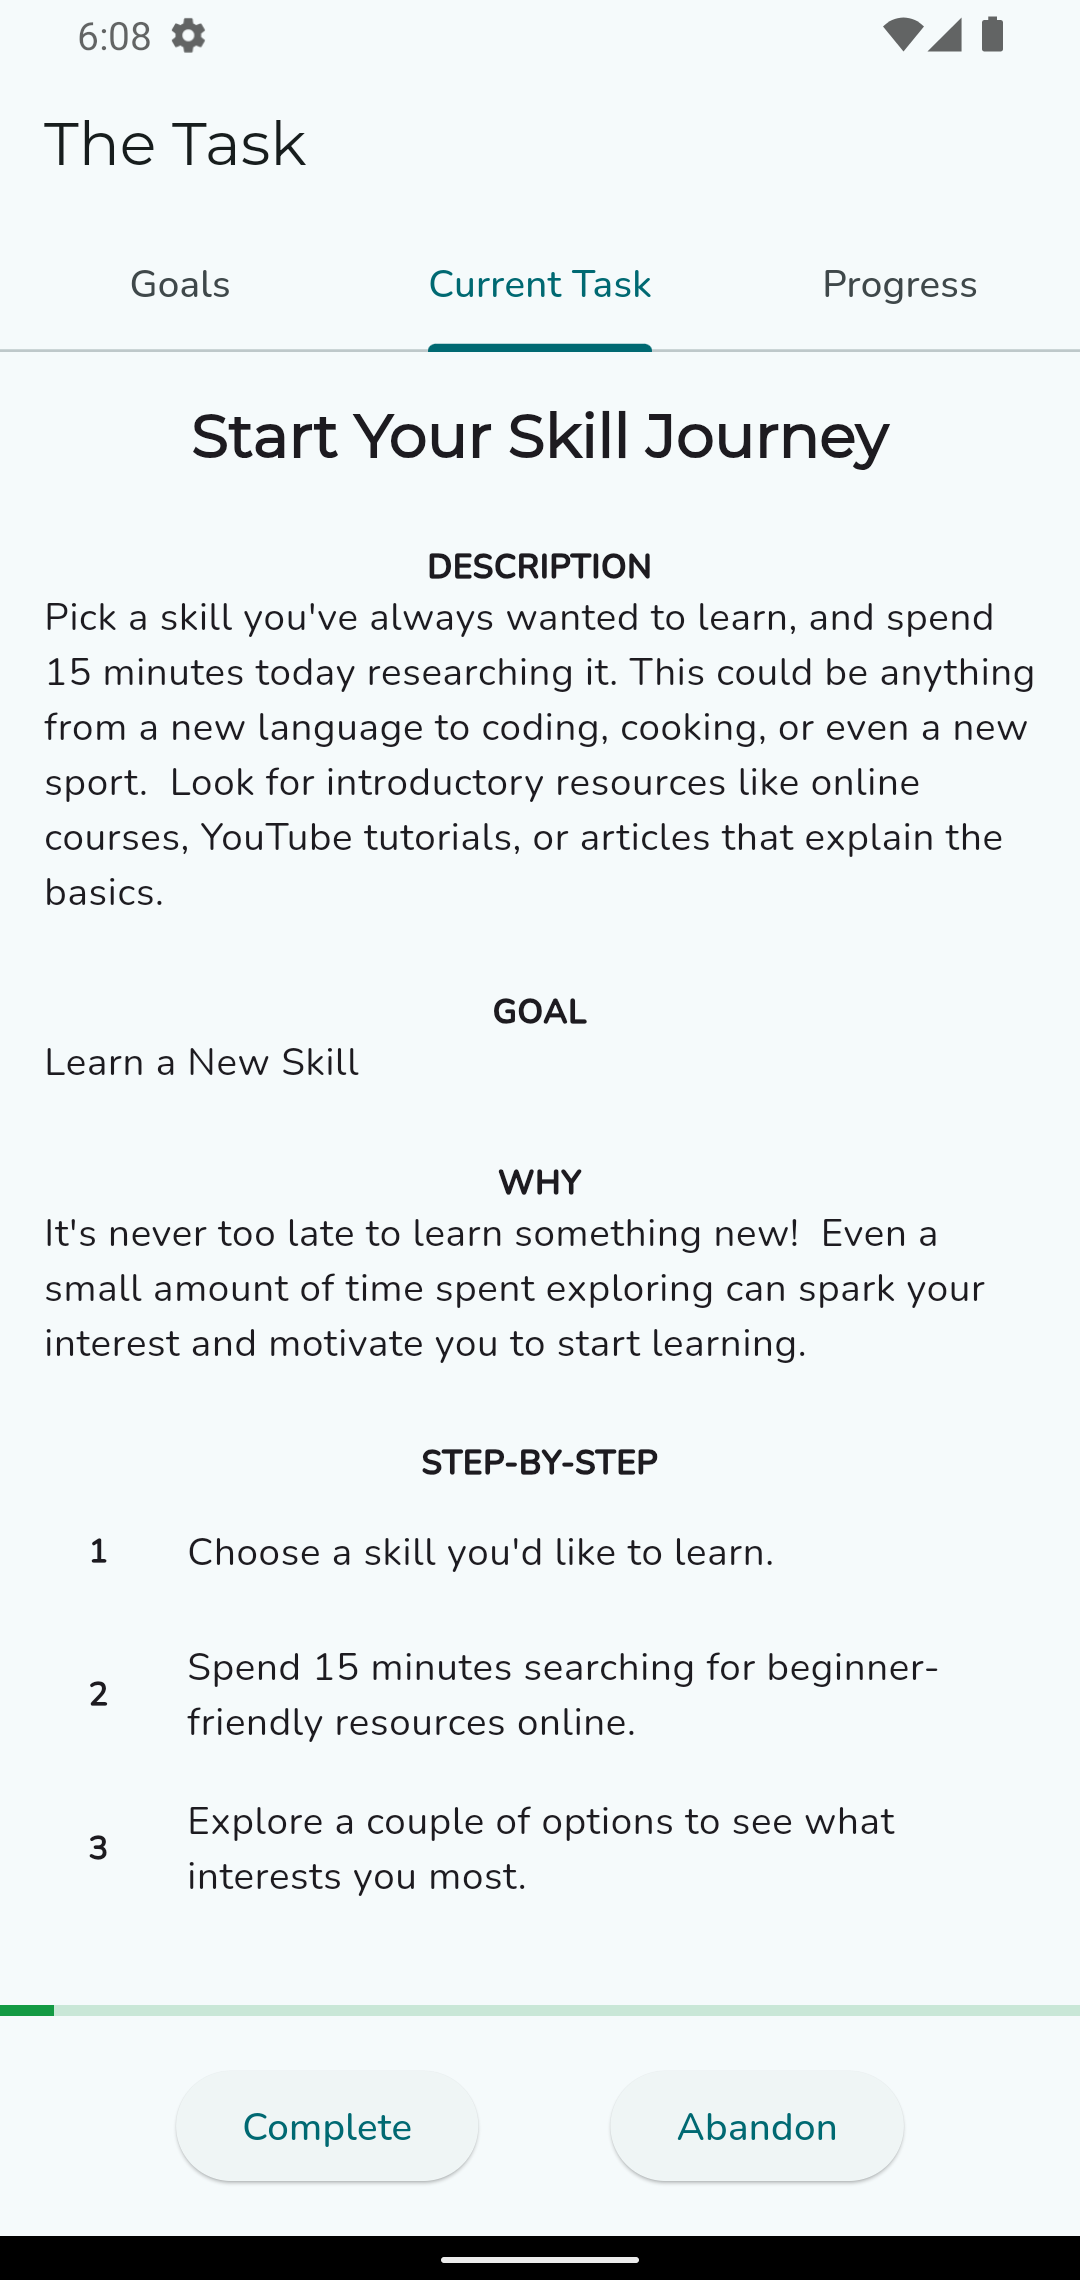 6:08
The Task
Goals
Current Task
Progress
Start Your Skill Journey
DESCRIPTION
Pick a skill you've always wanted to learn, and spend
15 minutes today researching it. This could be anything
from a new language to coding, cooking, or even a new
sport.  Look for introductory resources like online
courses, YouTube tutorials, or articles that explain the
basics.
GOAL
Learn a New Skill
WHY
It's never too late to learn something new!  Even a
small amount of time spent exploring can spark your
interest and motivate you to start learning.
STEP-BY-STEP
1 Choose a skill you'd like to learn.
2 Spend 15 minutes searching for beginner-
friendly resources online.
3 Explore a couple of options to see what
interests you most.
Complete
Abandon